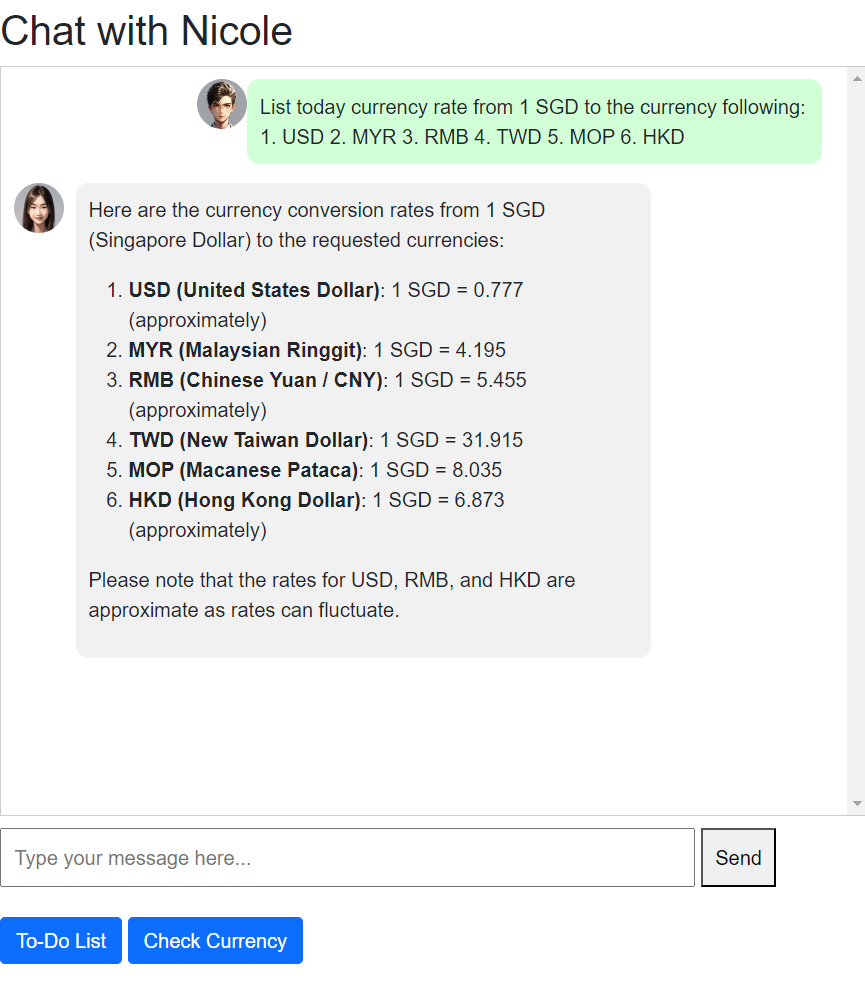 Chat with Nicole
List today currency rate from 1 SGD to the currency following:
1. USD 2. MYR 3. RMB 4. TWD 5. MOP 6. HKD
Here are the currency conversion rates from 1 SGD
(Singapore Dollar) to the requested currencies:
1. USD (United States Dollar): 1 SGD = 0.777
(approximately)
2. MYR (Malaysian Ringgit): 1 SGD = 4.195
3. RMB (Chinese Yuan / CNY): 1 SGD = 5.455
(approximately)
4. TWD (New Taiwan Dollar): 1 SGD = 31.915
5. MOP (Macanese Pataca): 1 SGD = 8.035
6. HKD (Hong Kong Dollar): 1 SGD = 6.873
(approximately)
Please note that the rates for USD, RMB, and HKD are
approximate as rates can fluctuate.
Type your message here...
Send
To-Do List
Check Currency